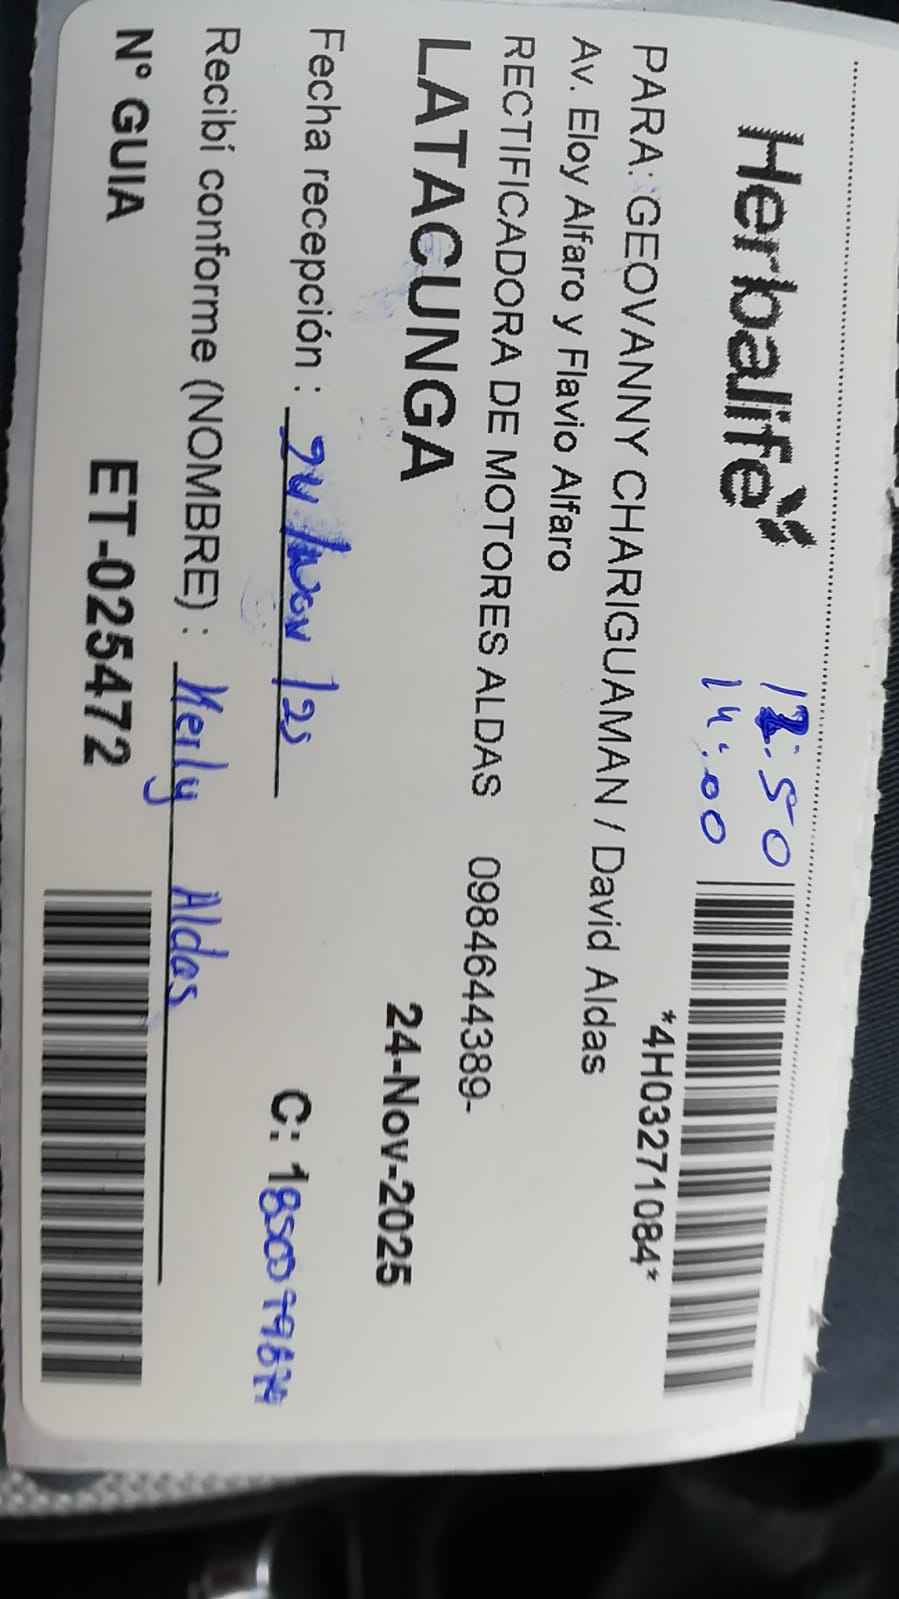 Herbalife
12:50
14:00
*4H03271084*
PARA: GEOVANNY CHARIGUAMAN / David Aldas
Av. Eloy Alfaro y Flavio Alfaro
RECTIFICADORA DE MOTORES ALDAS 0984644389-
LATACUNGA 24-Nov-2025
Fecha recepción : 24/Nov/25 C: 1
Recibí conforme (NOMBRE) : Kerly Aldas
N° GUIA ET-025472